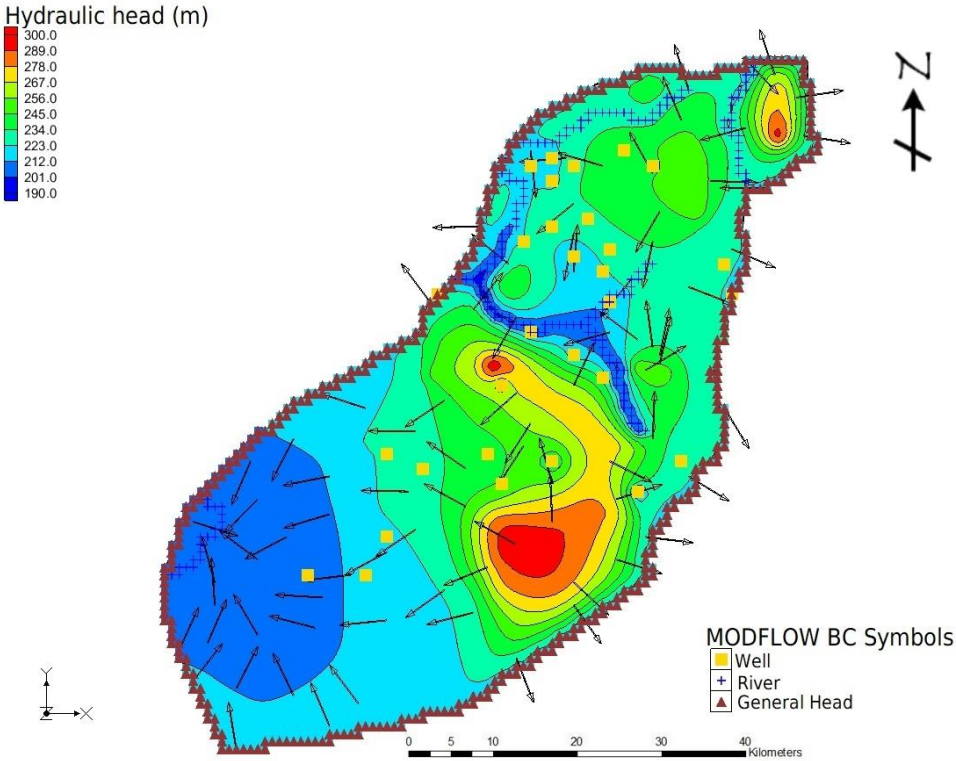 Hydraulic head (m)
300.0
289.0
278.0
267.0
256.0
245.0
234.0
223.0
212.0
201.0
190.0
N
MODFLOW BC Symbols
Well
River
General Head
Y
Z
X
0 5 10 20 30 40
Kilometers